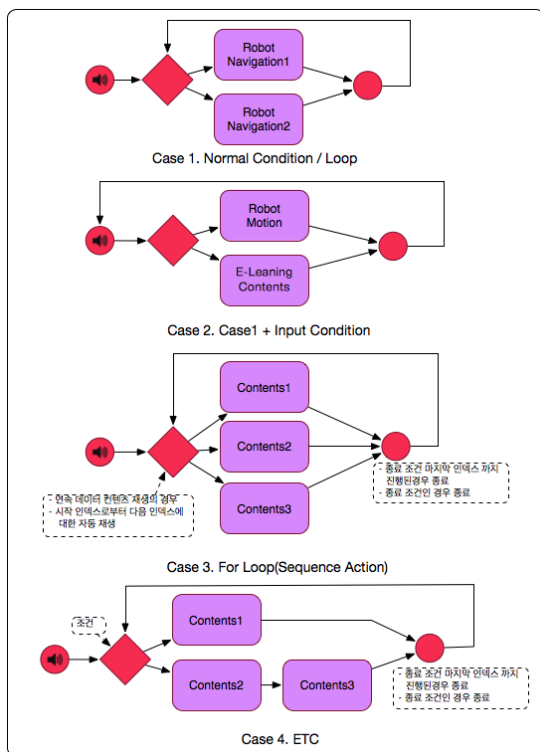 Robot
Navigation1
Robot
Navigation2
Case 1. Normal Condition / Loop
Robot
Motion
E-Leaning
Contents
Case 2. Case1 + Input Condition
Contents1
Contents2
Contents3
- 연속 데이터 컨텐츠 재생의 경우
- 시작 인덱스로부터 다음 인덱스에
대한 자동 재생
- 종료 조건 마지막 인덱스 까지
진행된경우 종료
- 종료 조건인 경우 종료
Case 3. For Loop(Sequence Action)
조건
Contents1
Contents2
Contents3
- 종료 조건 마지막 인덱스 까지
진행된경우 종료
- 종료 조건인 경우 종료
Case 4. ETC